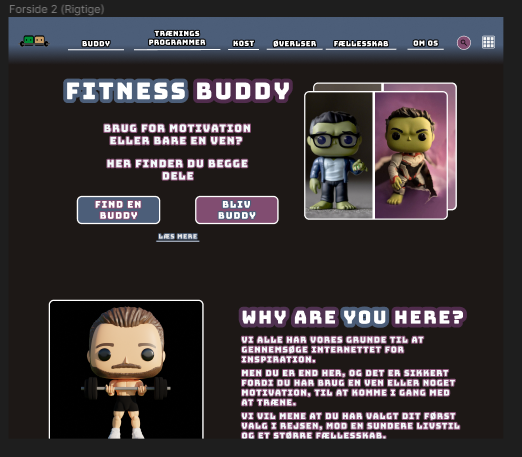 Forside 2 (Rigtige)
BUDDY
TRÆNINGS
PROGRAMMER
KOST
ØVERLSER
FÆLLESSKAB
OM OS
FITNESS BUDDY
BRUG FOR MOTIVATION
ELLER BARE EN VEN?
HER FINDER DU BEGGE
DELE
FIND EN
BUDDY
BLIV
BUDDY
LÆS MERE
WHY ARE YOU HERE?
VI ALLE HAR VORES GRUNDE TIL AT
GENNEMSØGE INTERNETTET FOR
INSPIRATION.
MEN DU ER END HER, OG DET ER SIKKERT
FORDI DU HAR BRUG EN VEN ELLER NOGET
MOTIVATION, TIL AT KOMME I GANG MED
AT TRÆNE.
VI VIL MENE AT DU HAR VALGT DIT FØRST
VALG I REJSEN, MOD EN SUNDERE LIVSTIL
OG ET STØRRE FÆLLESSKAB.